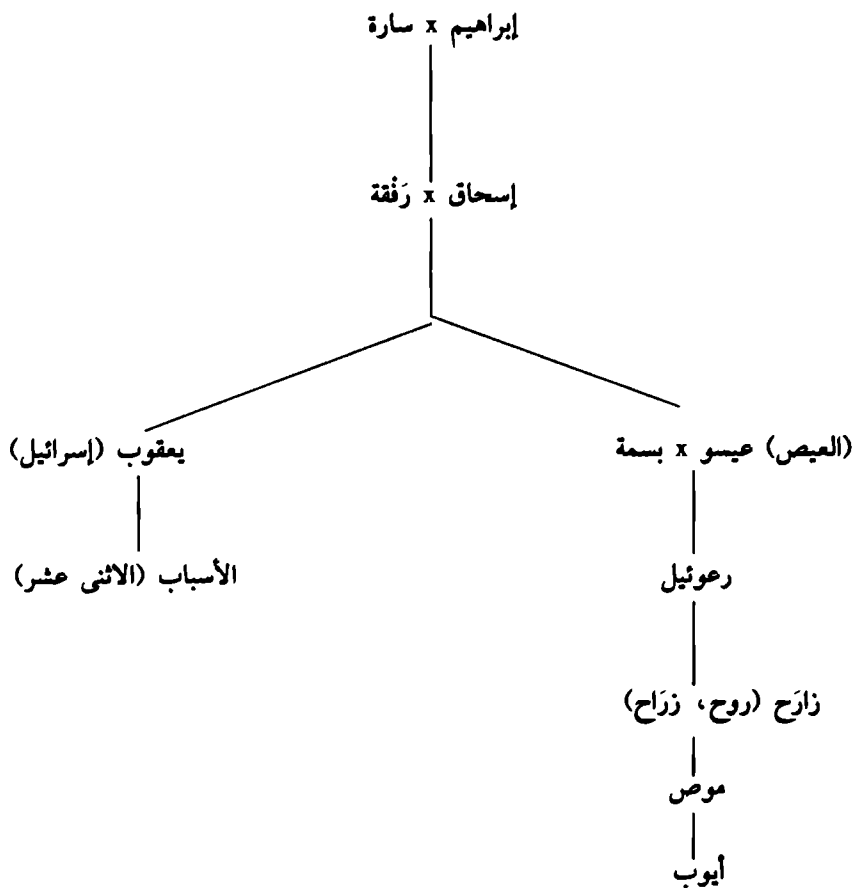 إبراهيم x سارة
إسحاق x رَفْقة
(العيص) عيسو x بسمة
يعقوب (إسرائيل)
رعوئيل
الأسباب (الاثنى عشر)
زارَح (روح، زرَاح)
موص
أيوب